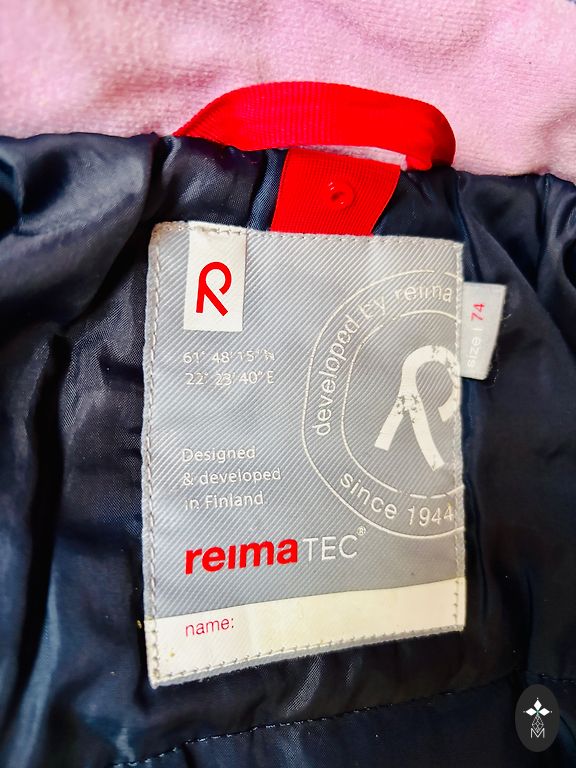 R
61° 48' 15" N
22° 23' 40" E
developed by reima
R
since 1944
size 74
Designed
& developed
in Finland.
reimaTEC®
name:
M